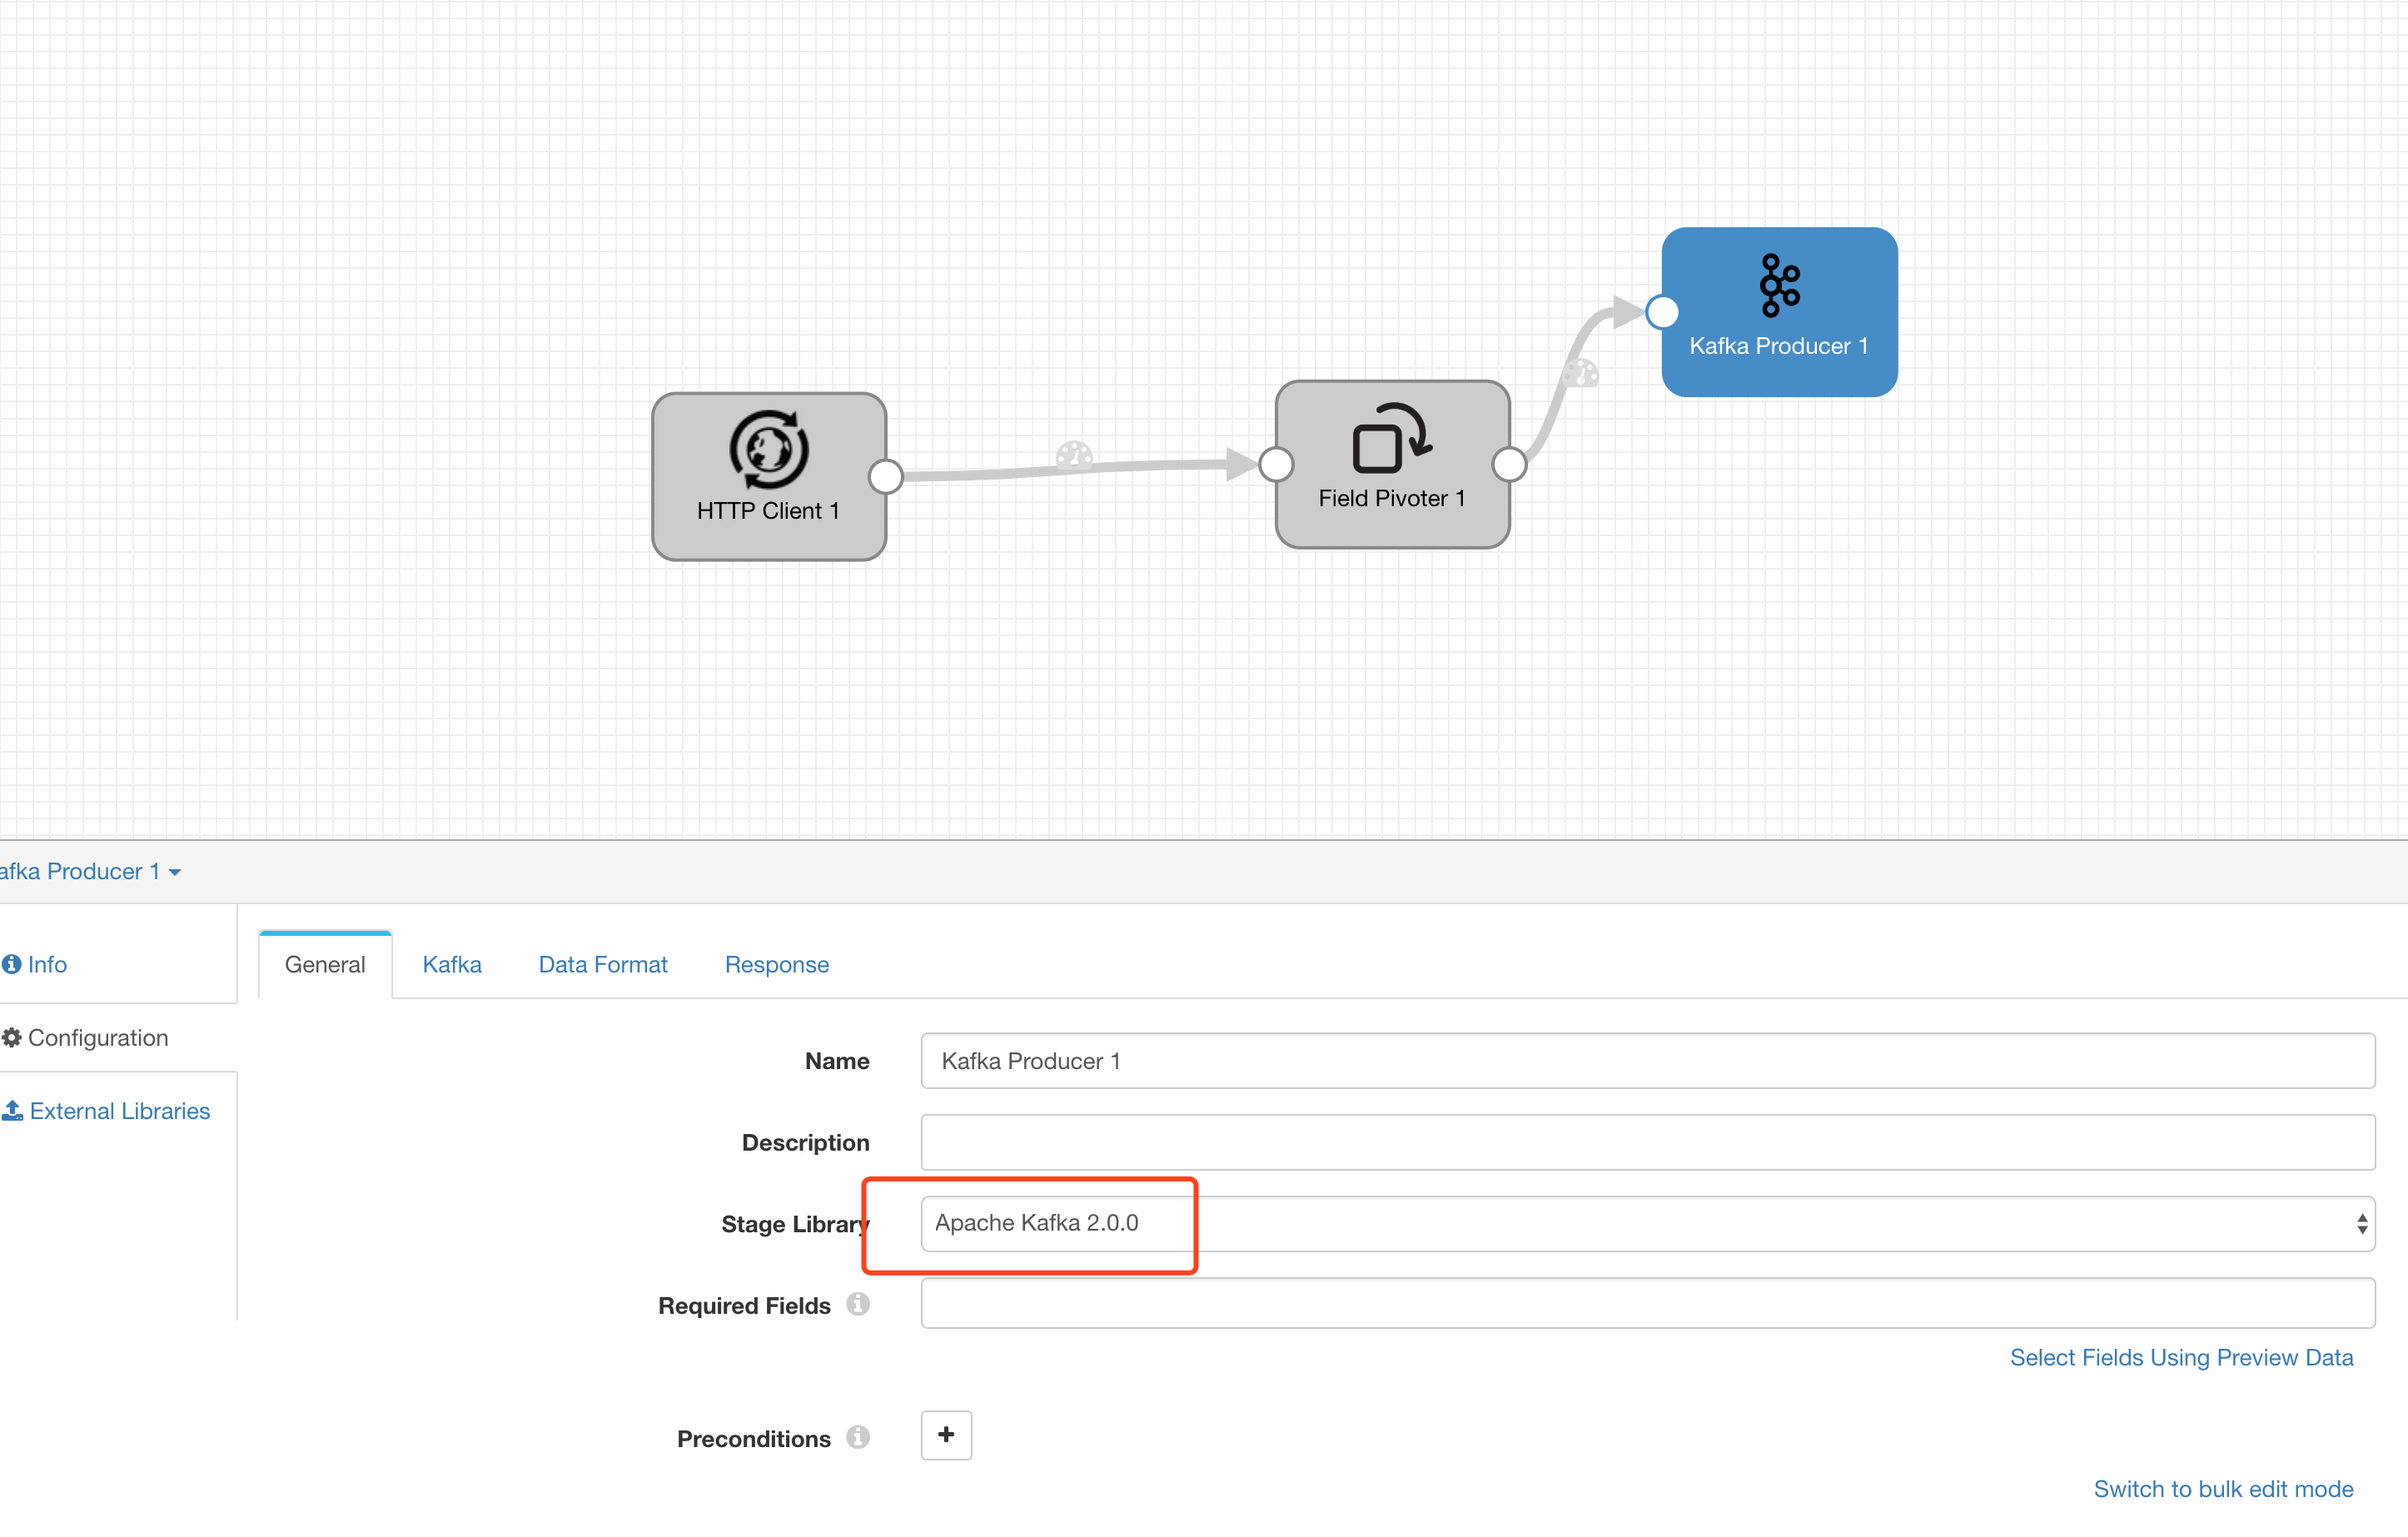 Kafka Producer 1
HTTP Client 1
Field Pivoter 1
afka Producer 1
Info
General
Kafka
Data Format
Response
Configuration
External Libraries
Name
Kafka Producer 1
Description
Stage Library
Apache Kafka 2.0.0
Required Fields
Select Fields Using Preview Data
Preconditions
Switch to bulk edit mode